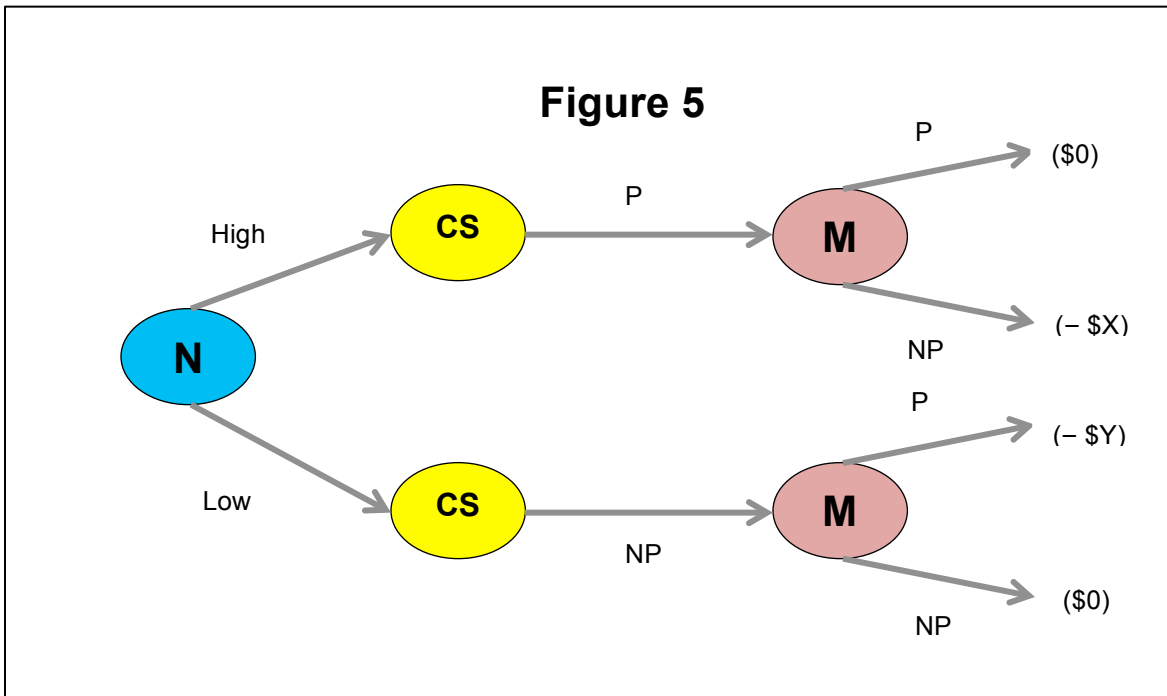 Figure 5
P
($0)
High
CS
P
M
NP
(– $X)
N
Low
CS
NP
M
P
(– $Y)
NP
($0)